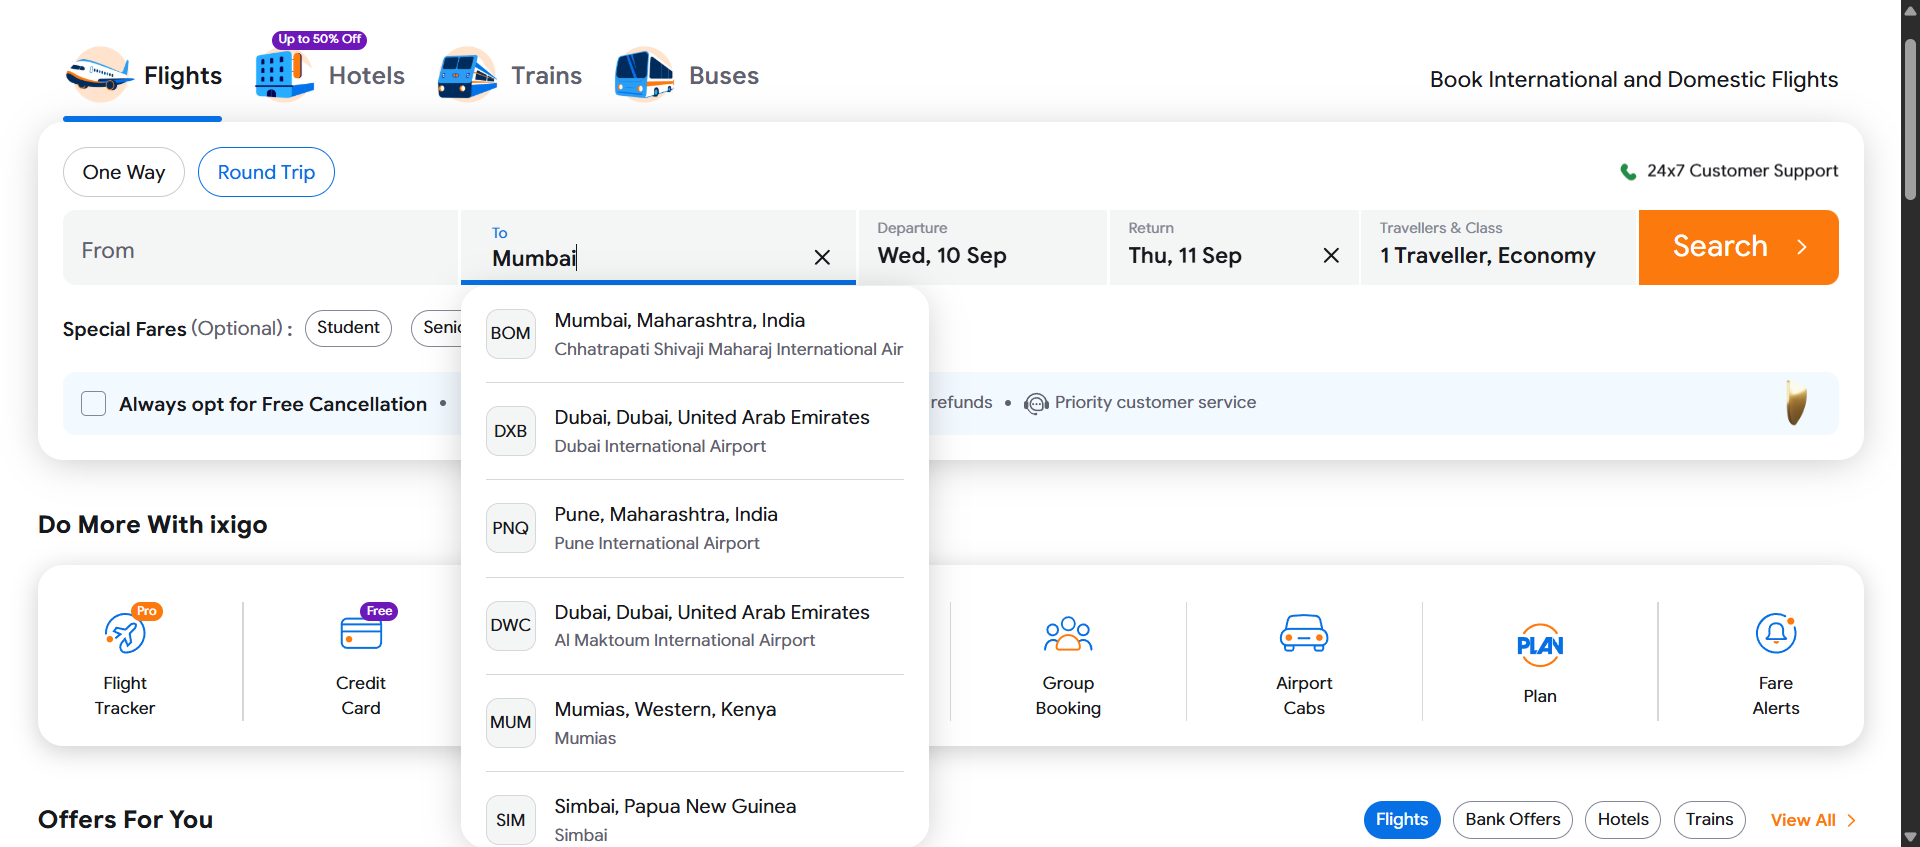 Up to 50% Off
Flights
Hotels
Trains
Buses
Book International and Domestic Flights
One Way
Round Trip
24x7 Customer Support
From
To
Mumbai
Departure
Wed, 10 Sep
Return
Thu, 11 Sep
Travellers & Class
1 Traveller, Economy
Search
Special Fares (Optional) :
Student
Senic
BOM
Mumbai, Maharashtra, India
Chhatrapati Shivaji Maharaj International Air
Always opt for Free Cancellation •
refunds • Priority customer service
DXB
Dubai, Dubai, United Arab Emirates
Dubai International Airport
PNQ
Pune, Maharashtra, India
Pune International Airport
DWC
Dubai, Dubai, United Arab Emirates
Al Maktoum International Airport
MUM
Mumias, Western, Kenya
Mumias
SIM
Simbai, Papua New Guinea
Simbai
Do More With ixigo
Pro
Flight
Tracker
Free
Credit
Card
Group
Booking
Airport
Cabs
PLAN
Plan
Fare
Alerts
Offers For You
Flights
Bank Offers
Hotels
Trains
View All